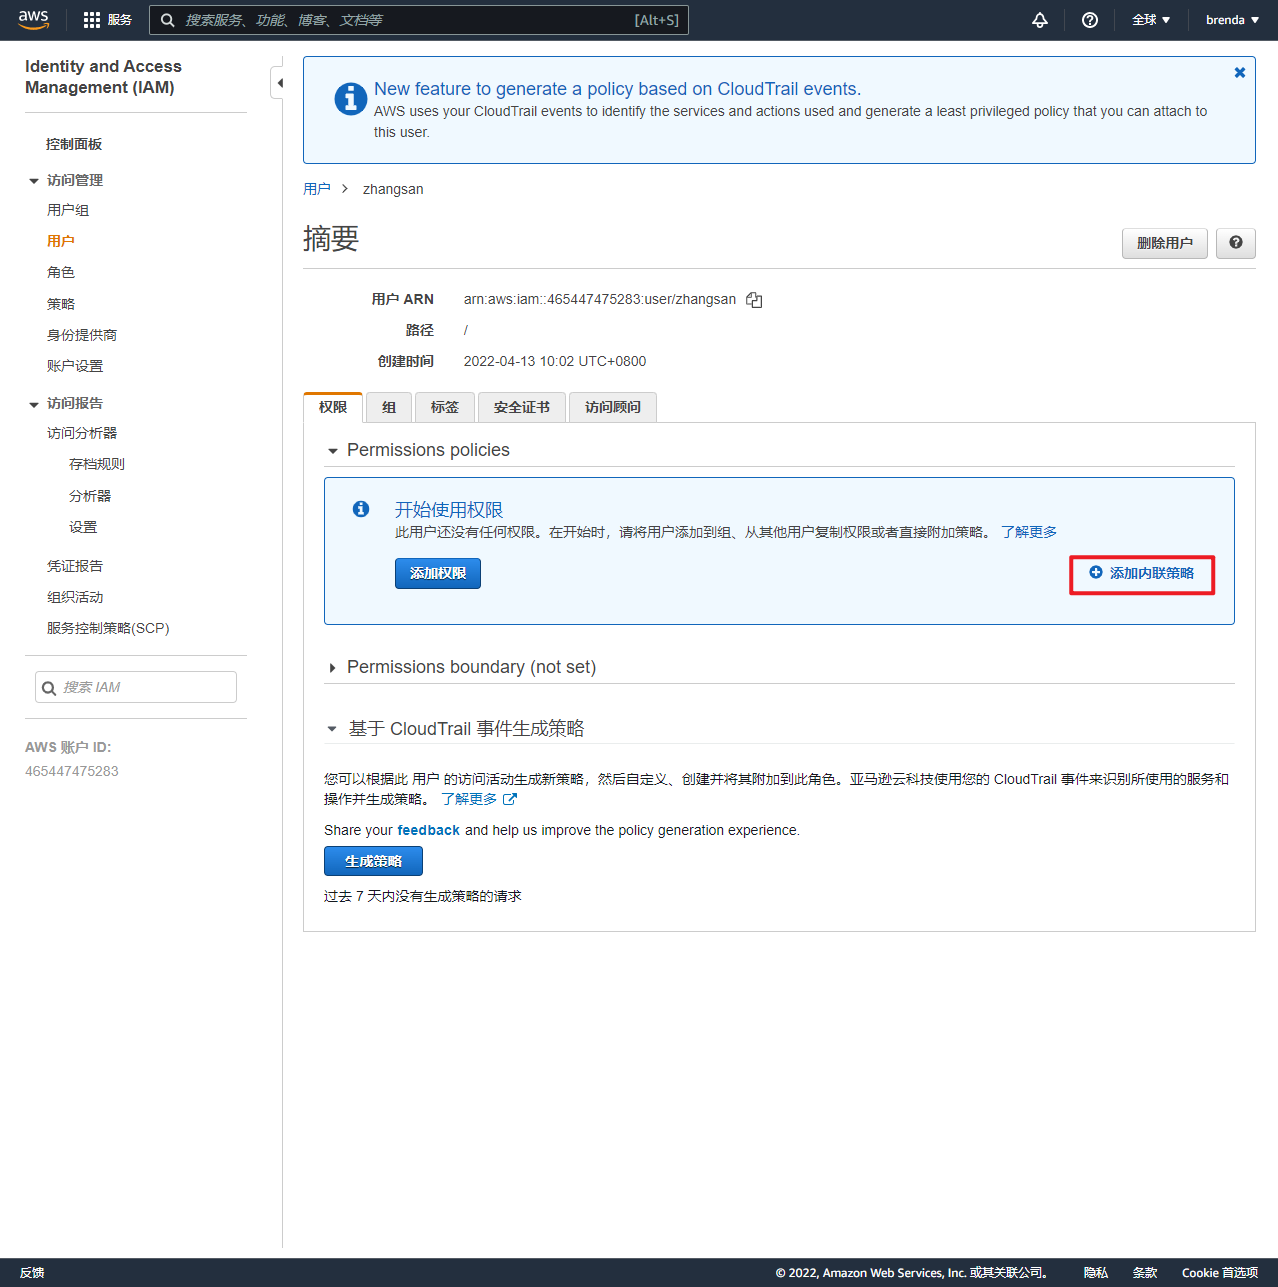 aws
服务
搜索服务、功能、博客、文档等
[Alt+S]
全球
brenda
Identity and Access
Management (IAM)
控制面板
访问管理
用户组
用户
角色
策略
身份提供商
账户设置
访问报告
访问分析器
存档规则
分析器
设置
凭证报告
组织活动
服务控制策略(SCP)
搜索 IAM
AWS 账户 ID:
465447475283
New feature to generate a policy based on CloudTrail events.
AWS uses your CloudTrail events to identify the services and actions used and generate a least privileged policy that you can attach to
this user.
用户 > zhangsan
摘要
删除用户
用户 ARN arn:aws:iam::465447475283:user/zhangsan
路径 /
创建时间 2022-04-13 10:02 UTC+0800
权限 组 标签 安全证书 访问顾问
Permissions policies
开始使用权限
此用户还没有任何权限。在开始时，请将用户添加到组、从其他用户复制权限或者直接附加策略。 了解更多
添加权限
添加内联策略
Permissions boundary (not set)
基于 CloudTrail 事件生成策略
您可以根据此 用户 的访问活动生成新策略，然后自定义、创建并将其附加到此角色。亚马逊云科技使用您的 CloudTrail 事件来识别所使用的服务和
操作并生成策略。 了解更多
Share your feedback and help us improve the policy generation experience.
生成策略
过去 7 天内没有生成策略的请求
反馈
© 2022, Amazon Web Services, Inc. 或其关联公司。 隐私 条款 Cookie 首选项